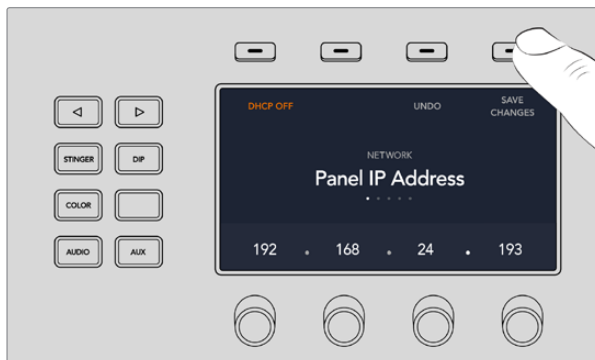 DHCP OFF
UNDO
SAVE
CHANGES
NETWORK
Panel IP Address
192 . 168 . 24 . 193
STINGER
DIP
COLOR
AUDIO
AUX